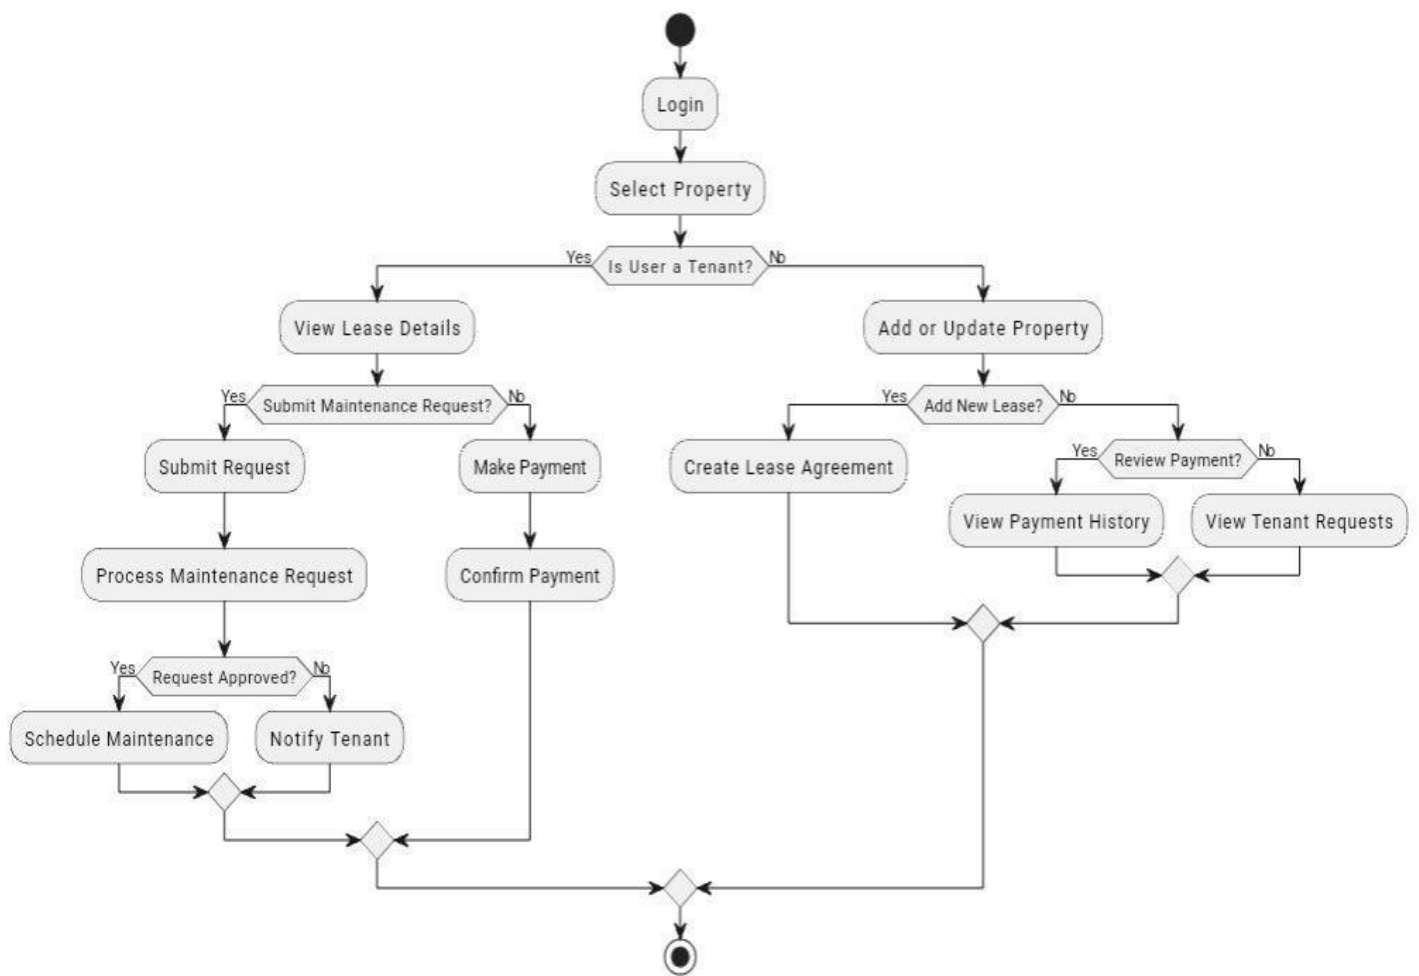 Login
Select Property
Yes
Is User a Tenant?
No
View Lease Details
Add or Update Property
Yes
Submit Maintenance Request?
No
Yes
Add New Lease?
No
Submit Request
Make Payment
Create Lease Agreement
Yes
Review Payment?
No
View Payment History
View Tenant Requests
Process Maintenance Request
Confirm Payment
Yes
Request Approved?
No
Schedule Maintenance
Notify Tenant